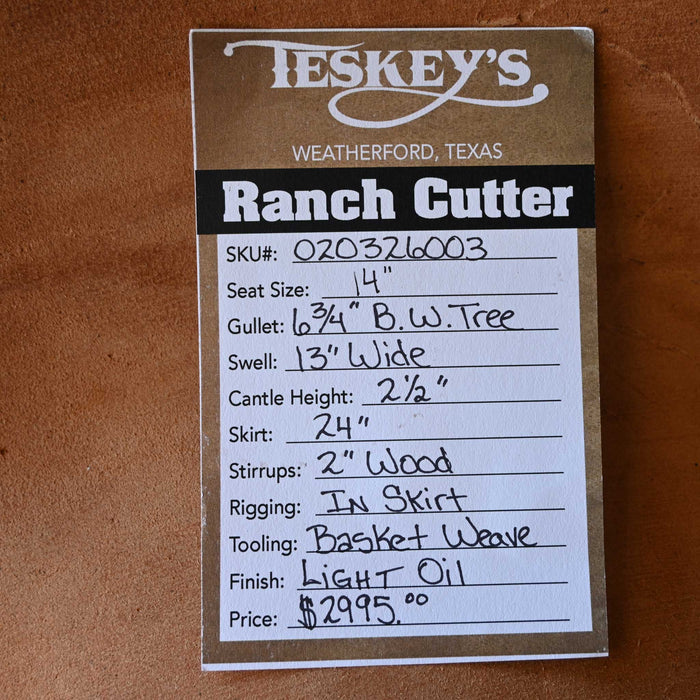 TESKEY'S
WEATHERFORD, TEXAS
Ranch Cutter
SKU#: 020326003
Seat Size: 14"
Gullet: 6 3/4" B.W. Tree
Swell: 13" Wide
Cantle Height: 2 1/2"
Skirt: 24"
Stirrups: 2" Wood
Rigging: IN Skirt
Tooling: Basket Weave
Finish: LIGHT Oil
Price: $2995.00